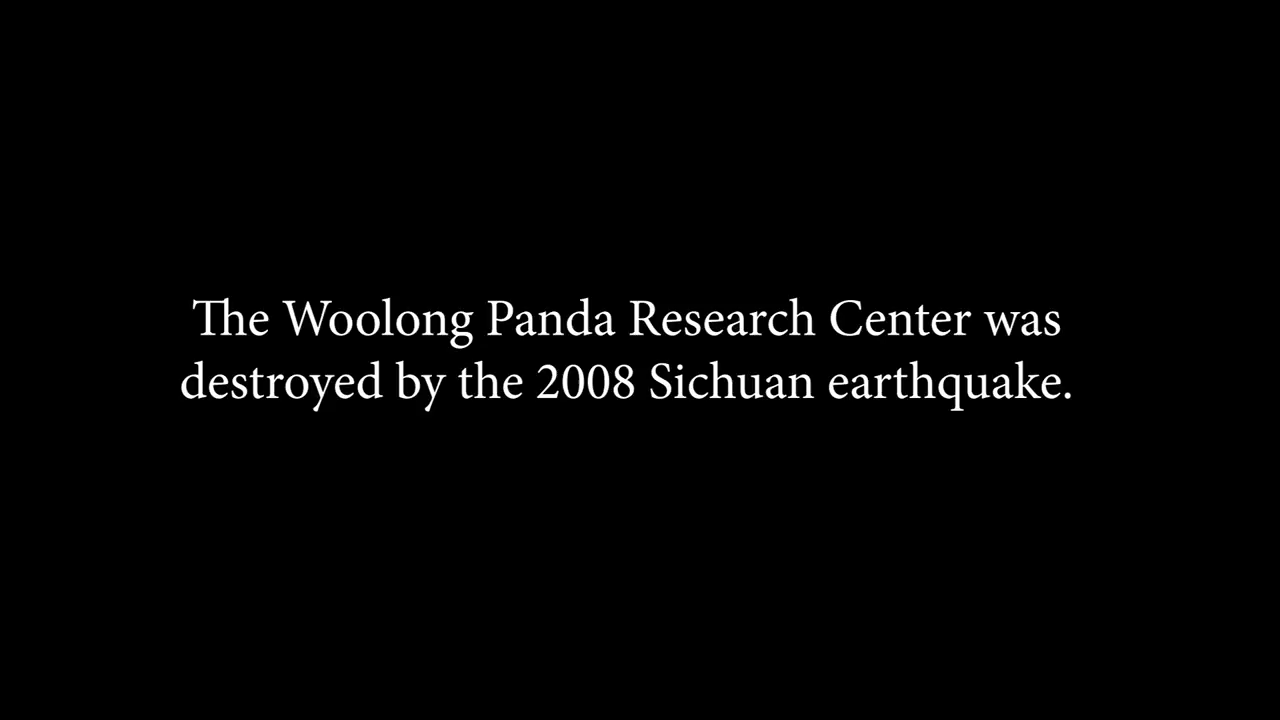 The Woolong Panda Research Center was
destroyed by the 2008 Sichuan earthquake.